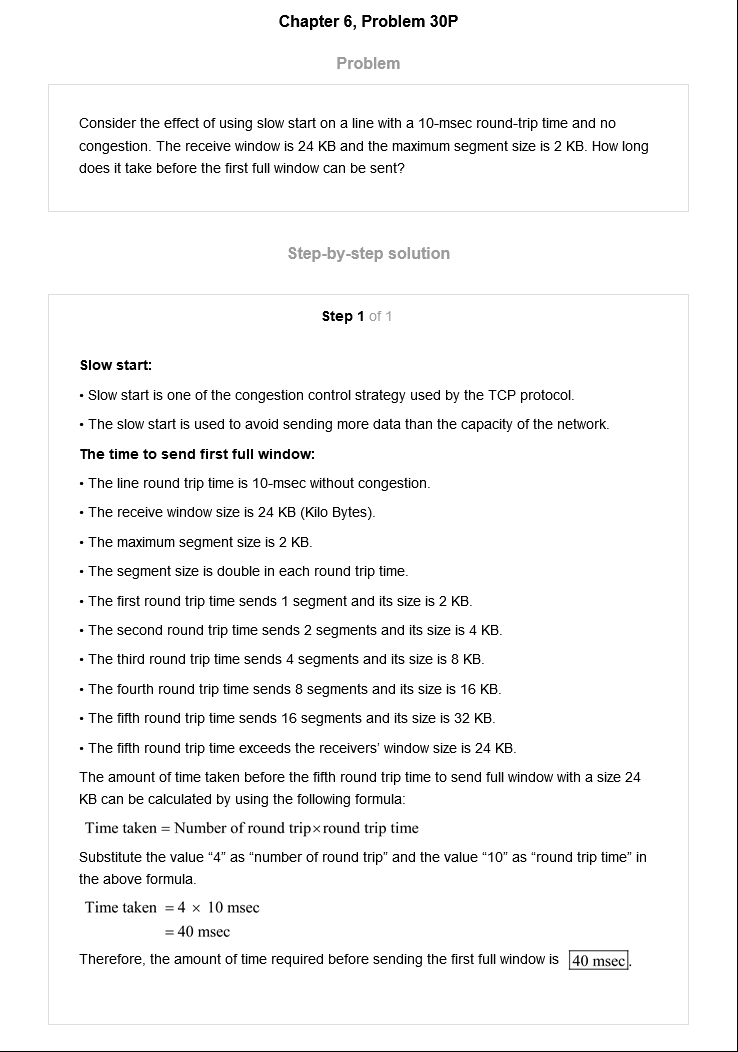 Chapter 6, Problem 30P
Problem
Consider the effect of using slow start on a line with a 10-msec round-trip time and no
congestion. The receive window is 24 KB and the maximum segment size is 2 KB. How long
does it take before the first full window can be sent?
Step-by-step solution
Step 1 of 1
Slow start:
• Slow start is one of the congestion control strategy used by the TCP protocol.
• The slow start is used to avoid sending more data than the capacity of the network.
The time to send first full window:
• The line round trip time is 10-msec without congestion.
• The receive window size is 24 KB (Kilo Bytes).
• The maximum segment size is 2 KB.
• The segment size is double in each round trip time.
• The first round trip time sends 1 segment and its size is 2 KB.
• The second round trip time sends 2 segments and its size is 4 KB.
• The third round trip time sends 4 segments and its size is 8 KB.
• The fourth round trip time sends 8 segments and its size is 16 KB.
• The fifth round trip time sends 16 segments and its size is 32 KB.
• The fifth round trip time exceeds the receivers' window size is 24 KB.
The amount of time taken before the fifth round trip time to send full window with a size 24
KB can be calculated by using the following formula:
Time taken = Number of round trip×round trip time
Substitute the value “4” as “number of round trip” and the value “10” as “round trip time” in
the above formula.
Time taken = 4 × 10 msec
= 40 msec
Therefore, the amount of time required before sending the first full window is 40 msec.